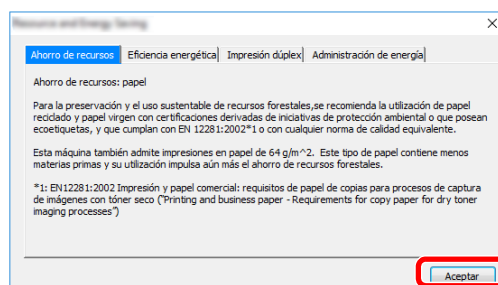 Resource and Energy Saving
Ahorro de recursos Eficiencia energética Impresión dúplex Administración de energía
Ahorro de recursos: papel
Para la preservación y el uso sustentable de recursos forestales,se recomienda la utilización de papel
reciclado y papel virgen con certificaciones derivadas de iniciativas de protección ambiental o que posean
ecoetiquetas, y que cumplan con EN 12281:2002*1 o con cualquier norma de calidad equivalente.
Esta máquina también admite impresiones en papel de 64 g/m^2. Este tipo de papel contiene menos
materias primas y su utilización impulsa aún más el ahorro de recursos forestales.
*1: EN12281:2002 Impresión y papel comercial: requisitos de papel de copias para procesos de captura
de imágenes con tóner seco ("Printing and business paper - Requirements for copy paper for dry toner
imaging processes")
Aceptar